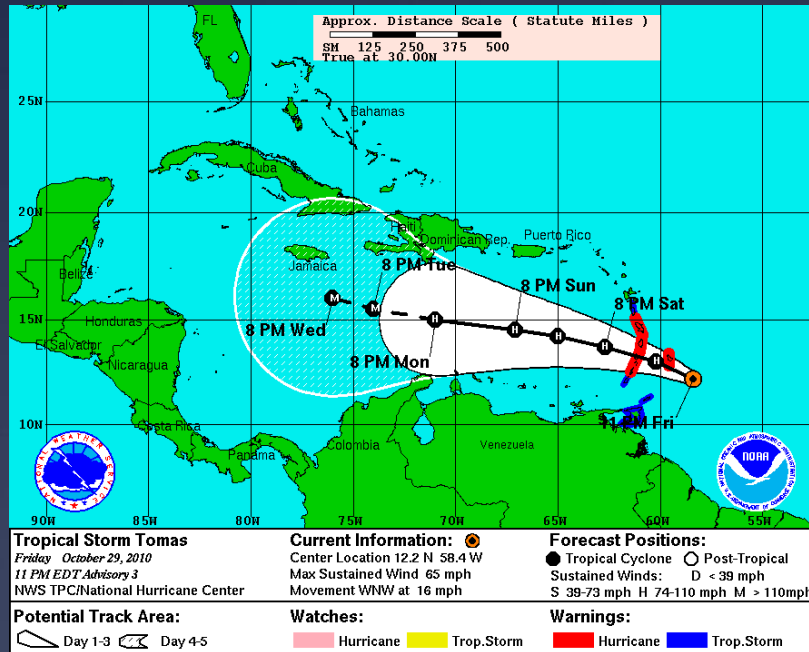 FL
Approx. Distance Scale ( Statute Miles )
SM 125 250 375 500
True at 30.00N
25N
Bahamas
Cuba
20N
Haiti
Dominican Rep.
Puerto Rico
Jamaica
8 PM Tue
Belize
8 PM Sun
8 PM Sat
M
M
H
H
H
H
H
15N
Honduras
8 PM Wed
El Salvador
8 PM Mon
Nicaragua
11 PM Fri
10N
Costa Rica
Panama
Colombia
Venezuela
NATIONAL WEATHER SERVICE
NOAA
90W 85W 80W 75W 70W 65W 60W 55W
Tropical Storm Tomas
Friday October 29, 2010
11 PM EDT Advisory 3
NWS TPC/National Hurricane Center
Current Information:
Center Location 12.2 N 58.4 W
Max Sustained Wind 65 mph
Movement WNW at 16 mph
Forecast Positions:
Tropical Cyclone Post-Tropical
Sustained Winds: D < 39 mph
S 39-73 mph H 74-110 mph M > 110mph
Potential Track Area:
Day 1-3 Day 4-5
Watches:
Hurricane Trop.Storm
Warnings:
Hurricane Trop.Storm